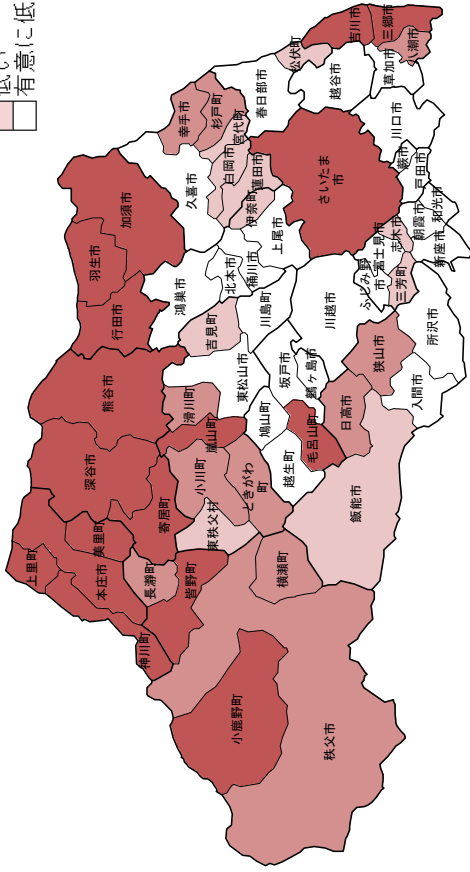 低い
有意に低
吉川市
三郷市
八潮市
松伏町
越谷市
草加市
春日部市
川口市
幸手市
杉戸町
宮代町
白岡市
蓮田市
伊奈町
さいたま
市
蕨市
戸田市
久喜市
上尾市
加須市
羽生市
行田市
鴻巣市
北本市
桶川市
川島町
川越市
ふじみ野
市
富士見市
志木市
朝霞市
和光市
新座市
三芳町
所沢市
吉見町
東松山市
坂戸市
鶴ヶ島市
狭山市
入間市
日高市
熊谷市
滑川町
嵐山町
鳩山町
毛呂山町
越生町
深谷市
寄居町
小川町
ときがわ
町
東秩父村
飯能市
上里町
美里町
本庄市
神川町
長瀞町
皆野町
横瀬町
小鹿野町
秩父市